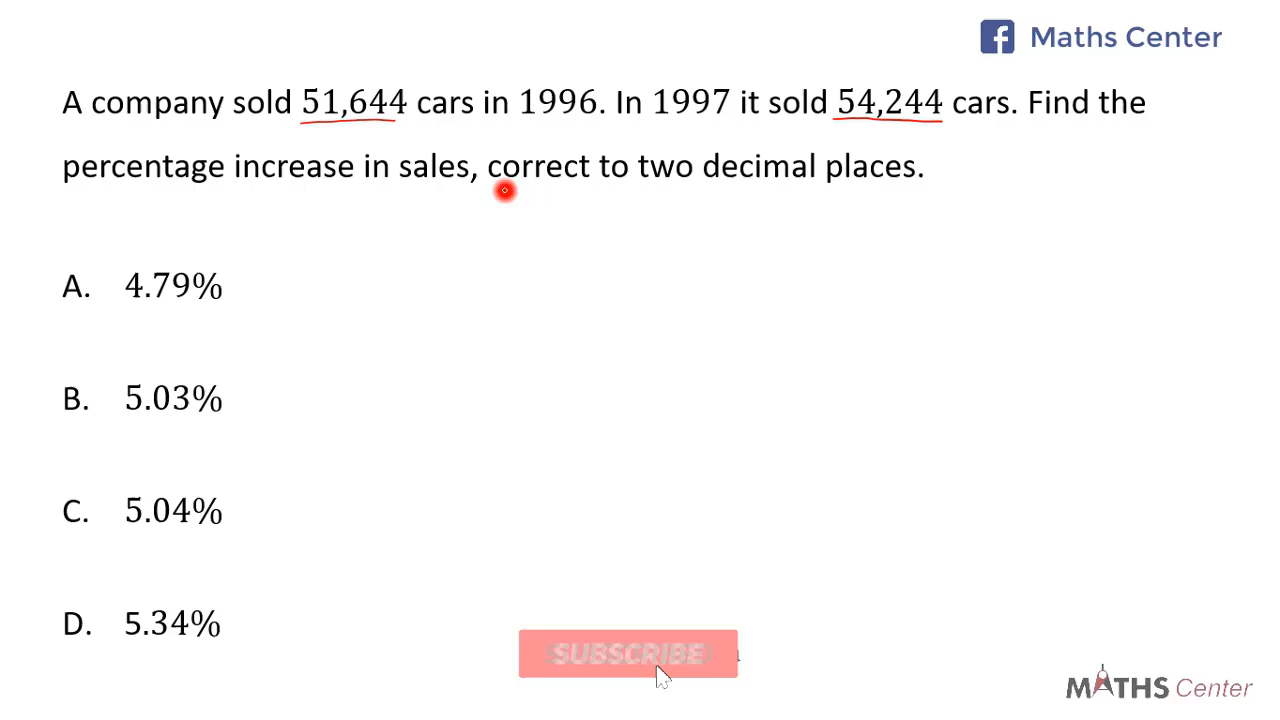 Maths Center
A company sold 51,644 cars in 1996. In 1997 it sold 54,244 cars. Find the
percentage increase in sales, correct to two decimal places.
A. 4.79%
B. 5.03%
C. 5.04%
D. 5.34%
SUBSCRIBE
MATHS Center